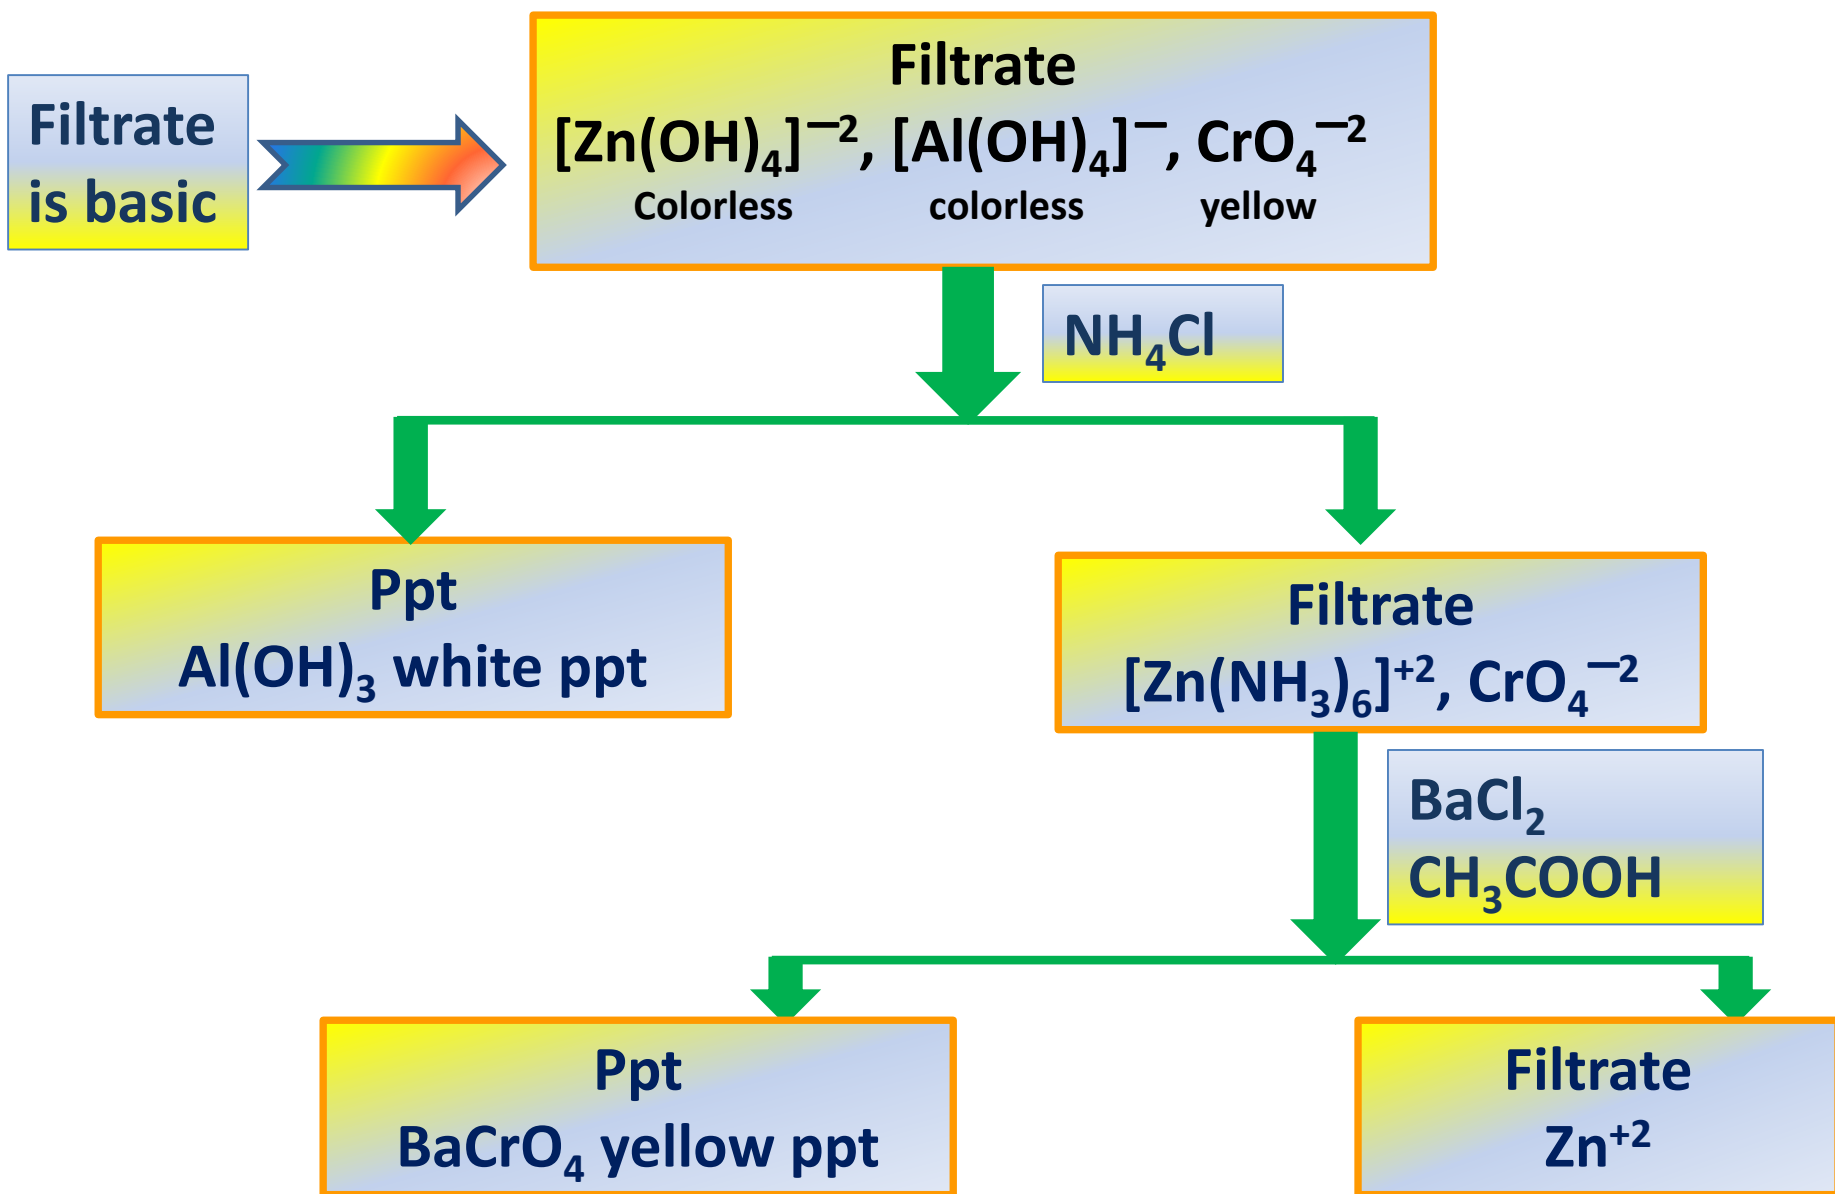 Filtrate
is basic
Filtrate
[Zn(OH)₄]⁻², [Al(OH)₄]⁻, CrO₄⁻²
Colorless colorless yellow
NH₄Cl
Ppt
Al(OH)₃ white ppt
Filtrate
[Zn(NH₃)₆]⁺², CrO₄⁻²
BaCl₂
CH₃COOH
Ppt
BaCrO₄ yellow ppt
Filtrate
Zn⁺²